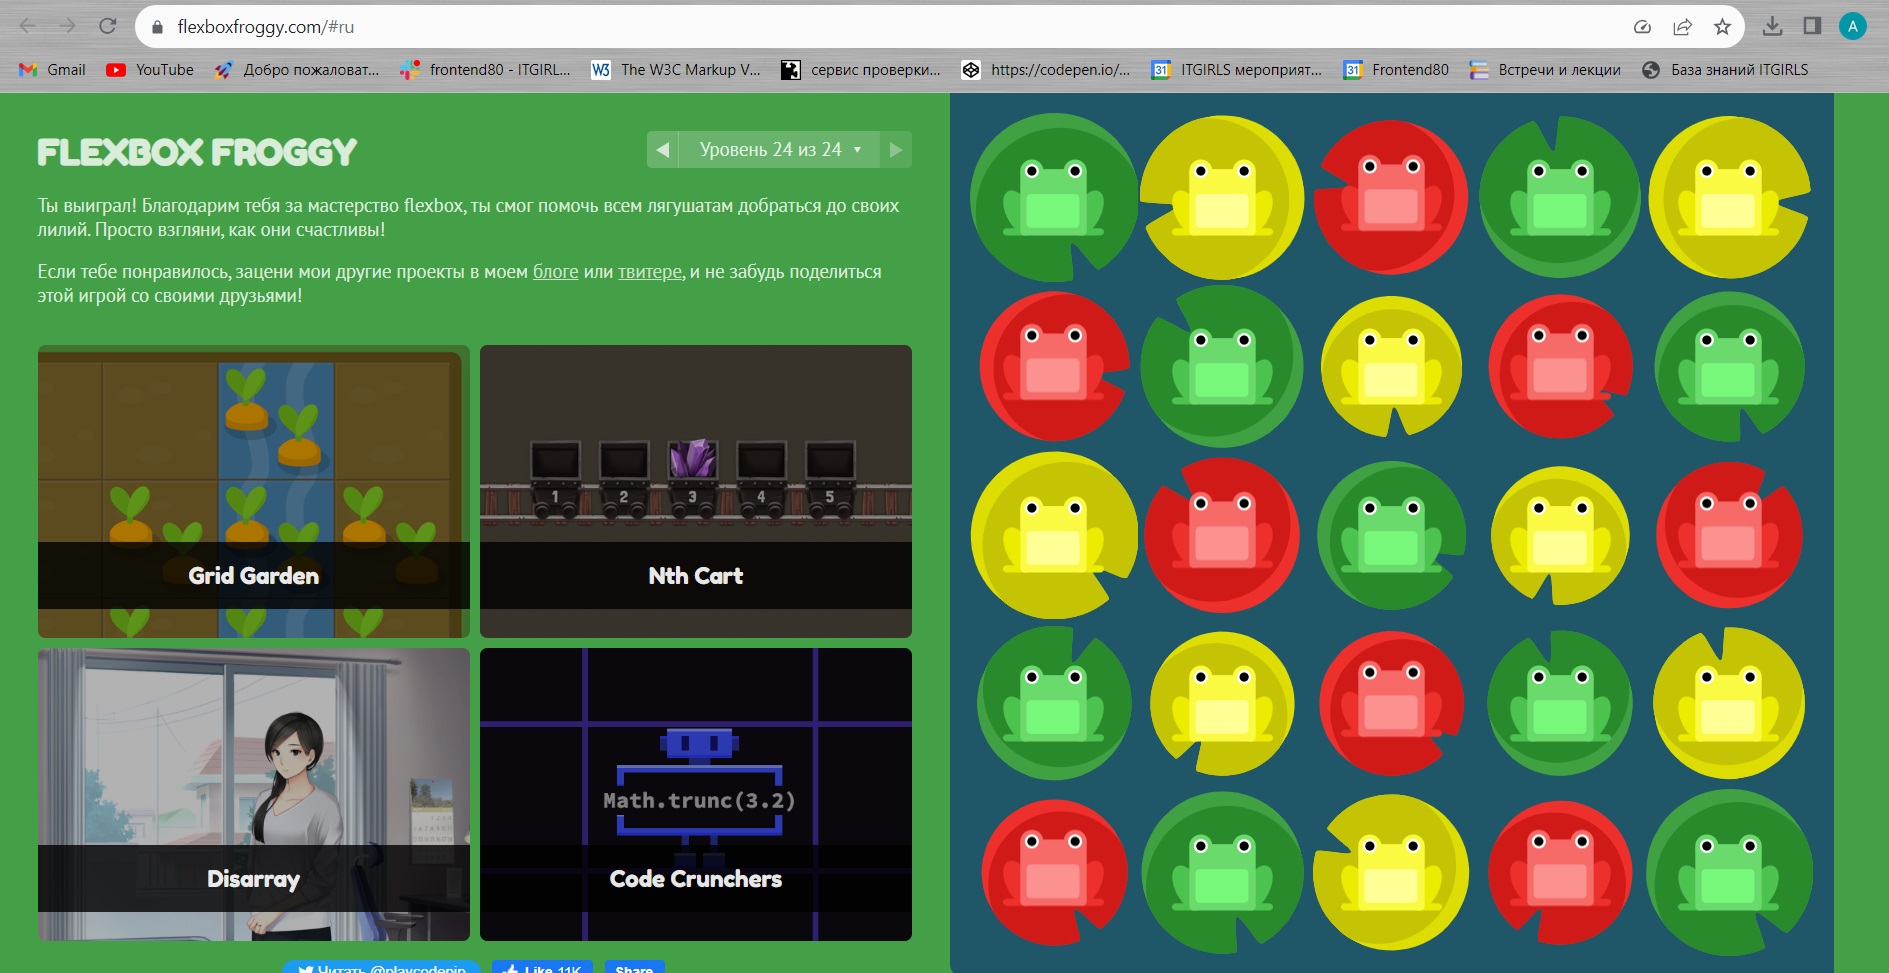 flexboxfroggy.com/#ru
A
Gmail
YouTube
Добро пожаловат...
frontend80 - ITGIRL...
W3
The W3C Markup V...
сервис проверки...
https://codepen.io/...
31
ITGIRLS мероприят...
31
Frontend80
Встречи и лекции
База знаний ITGIRLS
FLEXBOX FROGGY
Уровень 24 из 24
Ты выиграл! Благодарим тебя за мастерство flexbox, ты смог помочь всем лягушатам добраться до своих
лилий. Просто взгляни, как они счастливы!
Если тебе понравилось, зацени мои другие проекты в моем блоге или твитере, и не забудь поделиться
этой игрой со своими друзьями!
Grid Garden
1 2 3 4 5
Nth Cart
Disarray
Math.trunc(3.2)
Code Crunchers
Читать @playcodepip
Like 11K
Share